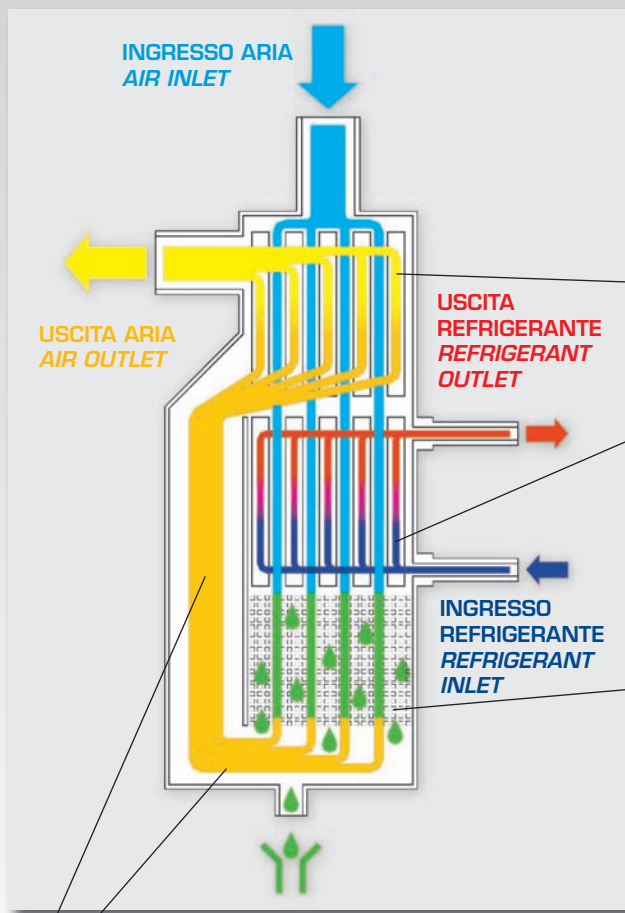 INGRESSO ARIA
AIR INLET
USCITA ARIA
AIR OUTLET
USCITA
REFRIGERANTE
REFRIGERANT
OUTLET
INGRESSO
REFRIGERANTE
REFRIGERANT
INLET